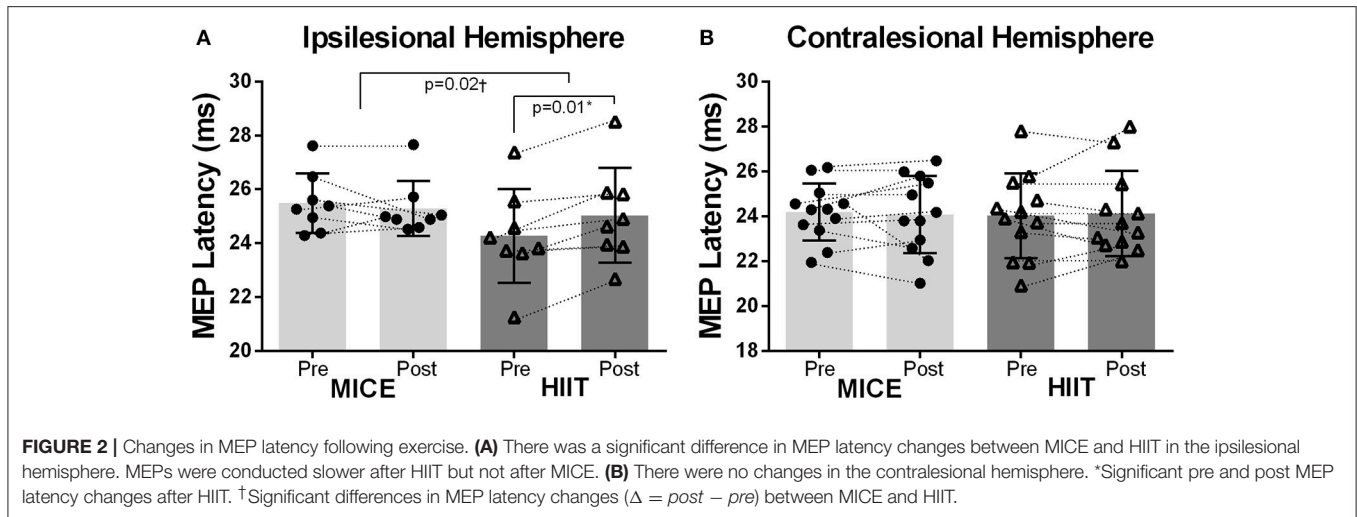 A Ipsilesional Hemisphere
MEP Latency (ms)
30
28
26
24
22
20
p=0.02†
p=0.01*
Pre Post Pre Post
MICE HIIT
B Contralesional Hemisphere
MEP Latency (ms)
30
28
26
24
22
20
18
Pre Post Pre Post
MICE HIIT
FIGURE 2 | Changes in MEP latency following exercise. (A) There was a significant difference in MEP latency changes between MICE and HIIT in the ipsilesional
hemisphere. MEPs were conducted slower after HIIT but not after MICE. (B) There were no changes in the contralesional hemisphere. *Significant pre and post MEP
latency changes after HIIT. †Significant differences in MEP latency changes (Δ = post − pre) between MICE and HIIT.